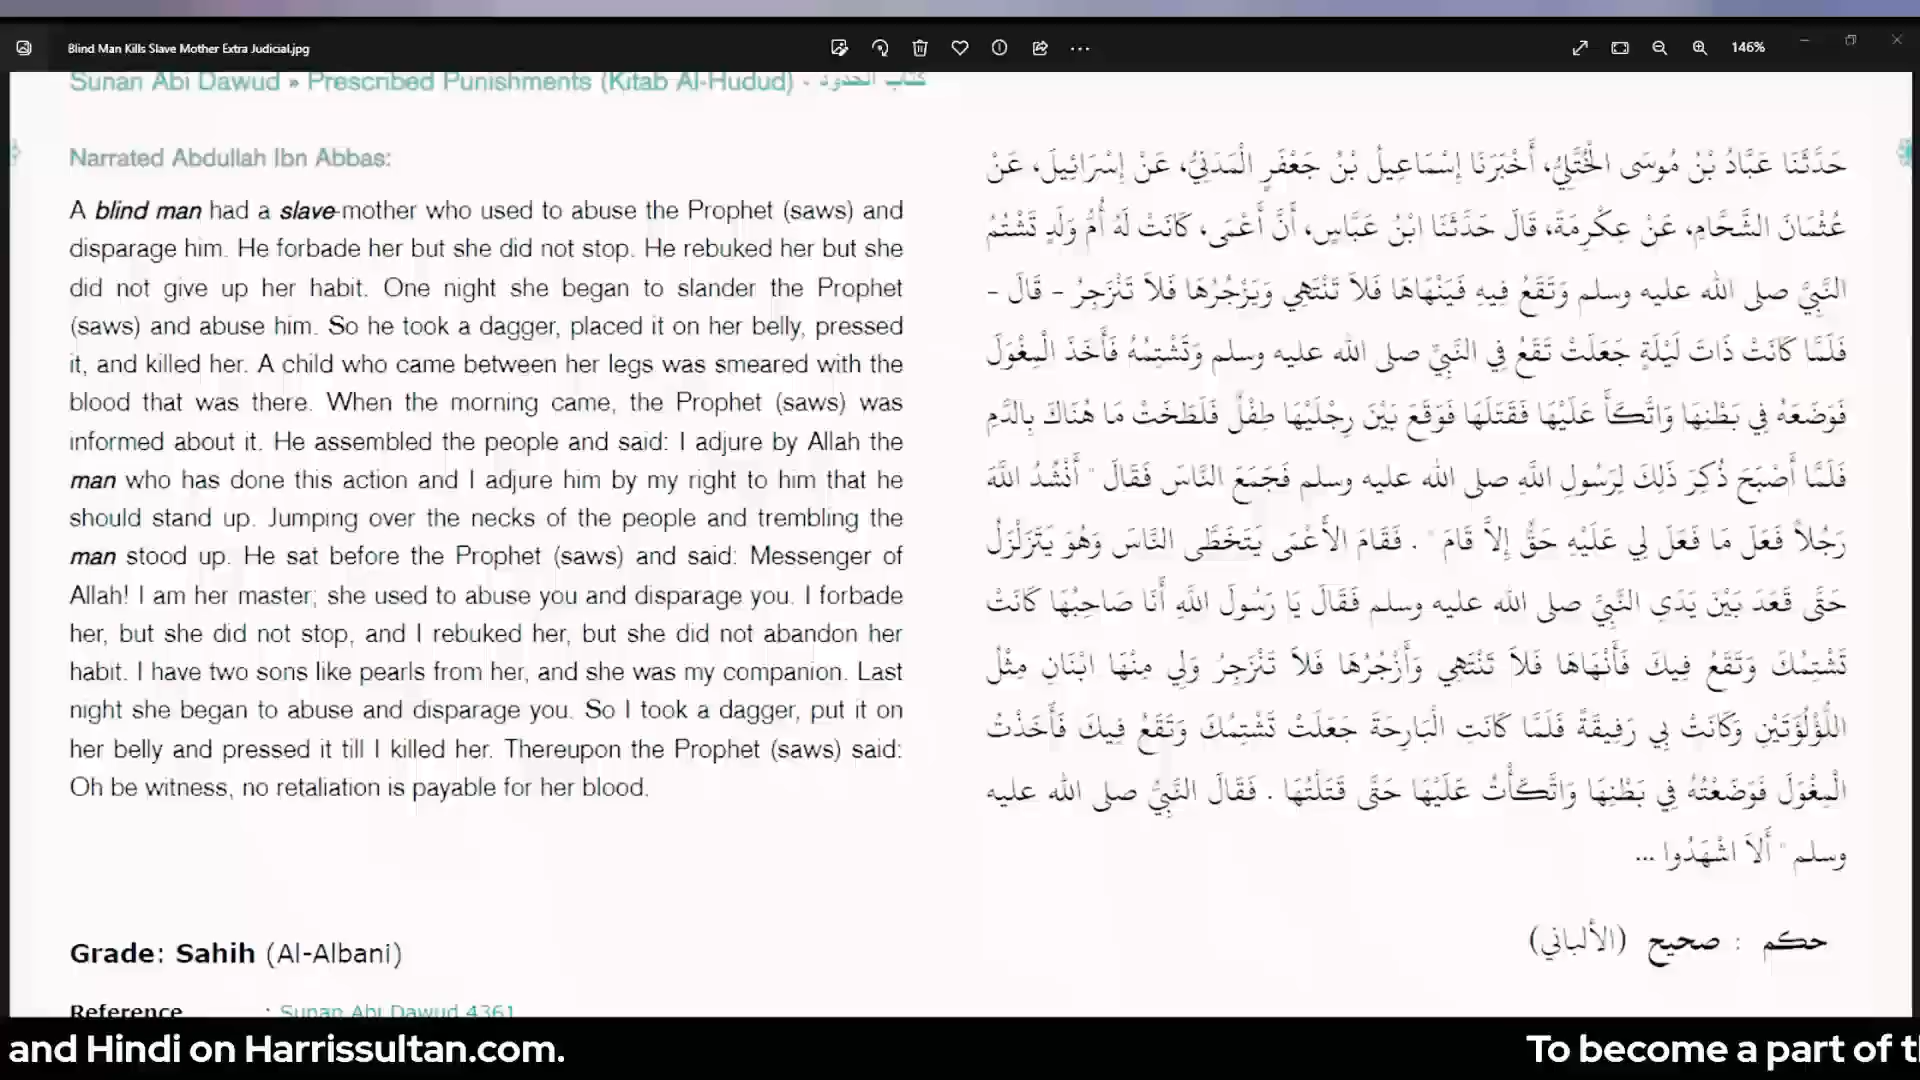 Blind Man Kills Slave Mother Extra Judicial.jpg
146%
Sunan Abi Dawud » Prescribed Punishments (Kitab Al-Hudud) - كتاب الحدود
Narrated Abdullah Ibn Abbas:
A blind man had a slave-mother who used to abuse the Prophet (saws) and
disparage him. He forbade her but she did not stop. He rebuked her but she
did not give up her habit. One night she began to slander the Prophet
(saws) and abuse him. So he took a dagger, placed it on her belly, pressed
it, and killed her. A child who came between her legs was smeared with the
blood that was there. When the morning came, the Prophet (saws) was
informed about it. He assembled the people and said: I adjure by Allah the
man who has done this action and I adjure him by my right to him that he
should stand up. Jumping over the necks of the people and trembling the
man stood up. He sat before the Prophet (saws) and said: Messenger of
Allah! I am her master; she used to abuse you and disparage you. I forbade
her, but she did not stop, and I rebuked her, but she did not abandon her
habit. I have two sons like pearls from her, and she was my companion. Last
night she began to abuse and disparage you. So I took a dagger, put it on
her belly and pressed it till I killed her. Thereupon the Prophet (saws) said:
Oh be witness, no retaliation is payable for her blood.
حَدَّثَنَا عَبَّادُ بْنُ مُوسَى الْخُتَّلِيُّ، أَخْبَرَنَا إِسْمَاعِيلُ بْنُ جَعْفَرٍ الْمَدَنِيُّ، عَنْ إِسْرَائِيلَ، عَنْ
عُثْمَانَ الشَّحَّامِ، عَنْ عِكْرِمَةَ، قَالَ حَدَّثَنَا ابْنُ عَبَّاسٍ، أَنَّ أَعْمَى، كَانَتْ لَهُ أُمُّ وَلَدٍ تَشْتُمُ
النَّبِيَّ صلى الله عليه وسلم وَتَقَعُ فِيهِ فَيَنْهَاهَا فَلاَ تَنْتَهِي وَيَزْجُرُهَا فَلاَ تَنْزَجِرُ - قَالَ -
فَلَمَّا كَانَتْ ذَاتَ لَيْلَةٍ جَعَلَتْ تَقَعُ فِي النَّبِيِّ صلى الله عليه وسلم وَتَشْتِمُهُ فَأَخَذَ الْمِغْوَلَ
فَوَضَعَهُ فِي بَطْنِهَا وَاتَّكَأَ عَلَيْهَا فَقَتَلَهَا فَوَقَعَ بَيْنَ رِجْلَيْهَا طِفْلٌ فَلَطَخَتْ مَا هُنَاكَ بِالدَّمِ
فَلَمَّا أَصْبَحَ ذُكِرَ ذَلِكَ لِرَسُولِ اللَّهِ صلى الله عليه وسلم فَجَمَعَ النَّاسَ فَقَالَ " أَنْشُدُ اللَّهَ
رَجُلاً فَعَلَ مَا فَعَلَ لِي عَلَيْهِ حَقٌّ إِلاَّ قَامَ " . فَقَامَ الأَعْمَى يَتَخَطَّى النَّاسَ وَهُوَ يَتَزَلْزَلُ
حَتَّى قَعَدَ بَيْنَ يَدَىِ النَّبِيِّ صلى الله عليه وسلم فَقَالَ يَا رَسُولَ اللَّهِ أَنَا صَاحِبُهَا كَانَتْ
تَشْتِمُكَ وَتَقَعُ فِيكَ فَأَنْهَاهَا فَلاَ تَنْتَهِي وَأَزْجُرُهَا فَلاَ تَنْزَجِرُ وَلِي مِنْهَا ابْنَانِ مِثْلُ
اللُّؤْلُؤَتَيْنِ وَكَانَتْ بِي رَفِيقَةً فَلَمَّا كَانَتِ الْبَارِحَةَ جَعَلَتْ تَشْتِمُكَ وَتَقَعُ فِيكَ فَأَخَذْتُ
الْمِغْوَلَ فَوَضَعْتُهُ فِي بَطْنِهَا وَاتَّكَأْتُ عَلَيْهَا حَتَّى قَتَلْتُهَا . فَقَالَ النَّبِيُّ صلى الله عليه
وسلم " أَلاَ اشْهَدُوا ...
Grade: Sahih (Al-Albani)
حكم : صحيح (الألباني)
Reference : Sunan Abi Dawud 4361
and Hindi on Harrissultan.com.
To become a part of